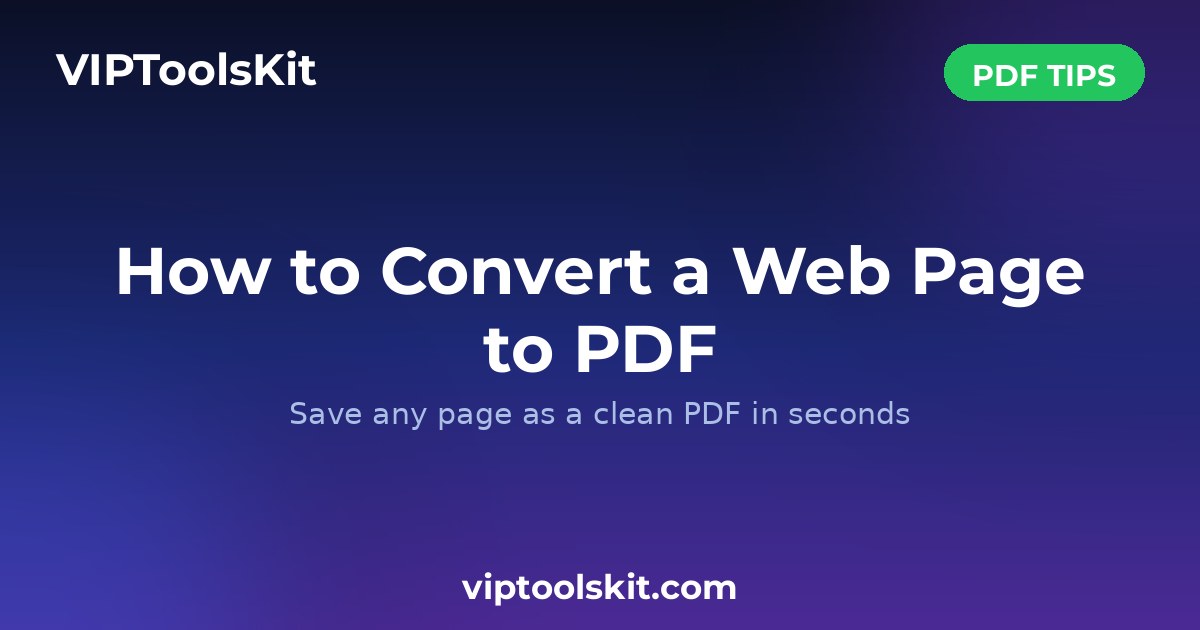 VIPToolsKit
PDF TIPS
How to Convert a Web Page
to PDF
Save any page as a clean PDF in seconds
viptoolskit.com